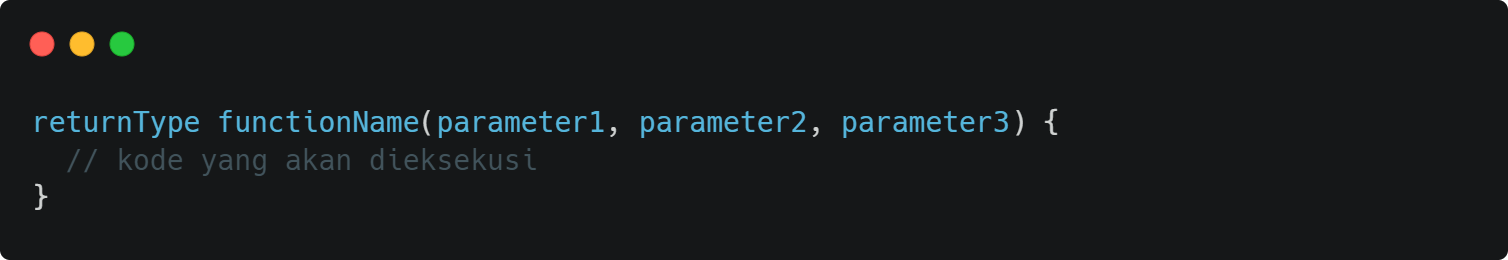 returnType functionName(parameter1, parameter2, parameter3) {
  // kode yang akan dieksekusi
}